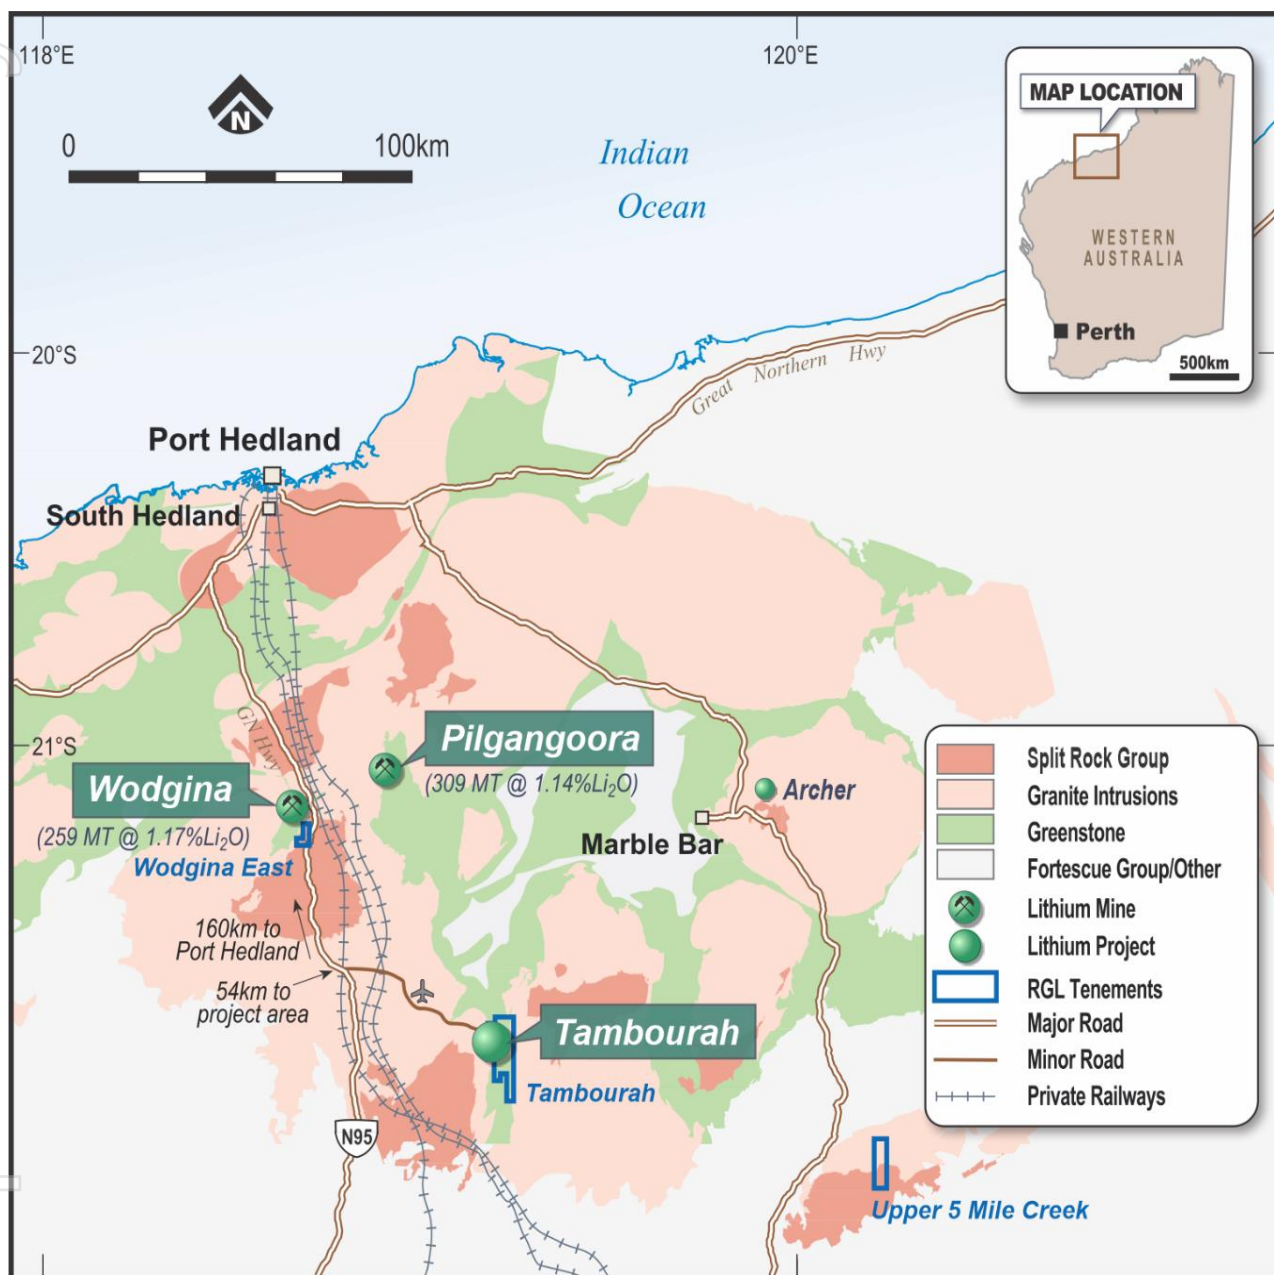 118°E
120°E
N
0
100km
Indian
Ocean
MAP LOCATION
WESTERN
AUSTRALIA
Perth
500km
20°S
Great Northern Hwy
Port Hedland
South Hedland
GN Hwy
21°S
Pilgangoora
(309 MT @ 1.14%Li₂O)
Wodgina
(259 MT @ 1.17%Li₂O)
Wodgina East
Archer
Marble Bar
160km to
Port Hedland
54km to
project area
Tambourah
Tambourah
N95
Upper 5 Mile Creek
Split Rock Group
Granite Intrusions
Greenstone
Fortescue Group/Other
Lithium Mine
Lithium Project
RGL Tenements
Major Road
Minor Road
Private Railways